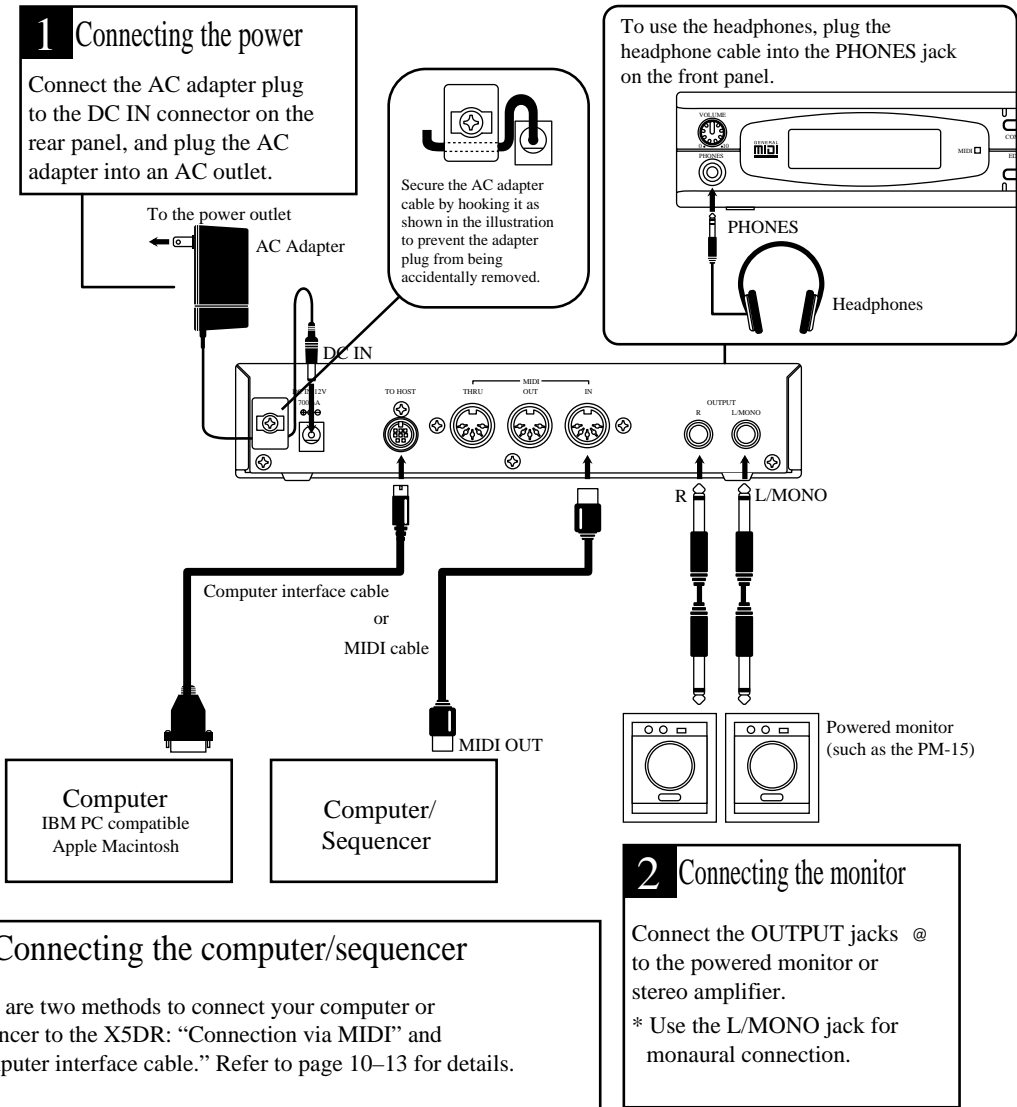 1 Connecting the power
Connect the AC adapter plug
to the DC IN connector on the
rear panel, and plug the AC
adapter into an AC outlet.
Secure the AC adapter
cable by hooking it as
shown in the illustration
to prevent the adapter
plug from being
accidentally removed.
To use the headphones, plug the
headphone cable into the PHONES jack
on the front panel.
VOLUME
0 10
PHONES
GENERAL
MIDI
MIDI
PHONES
Headphones
To the power outlet
AC Adapter
DC IN
TO HOST
MIDI
THRU OUT IN
OUTPUT
R L/MONO
R L/MONO
Computer interface cable
or
MIDI cable
MIDI OUT
Powered monitor
(such as the PM-15)
Computer
IBM PC compatible
Apple Macintosh
Computer/
Sequencer
2 Connecting the monitor
Connect the OUTPUT jacks @
to the powered monitor or
stereo amplifier.
* Use the L/MONO jack for
monaural connection.
Connecting the computer/sequencer
are two methods to connect your computer or
to the X5DR: “Connection via MIDI” and
interface cable.” Refer to page 10–13 for details.